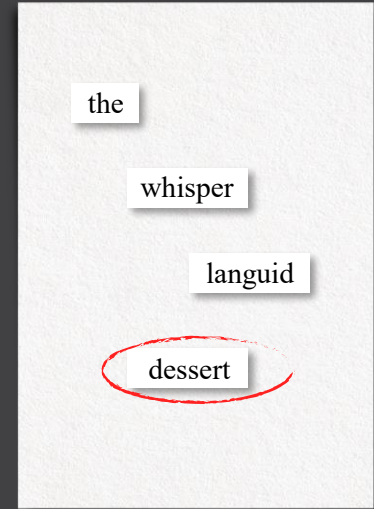 the
whisper
languid
dessert